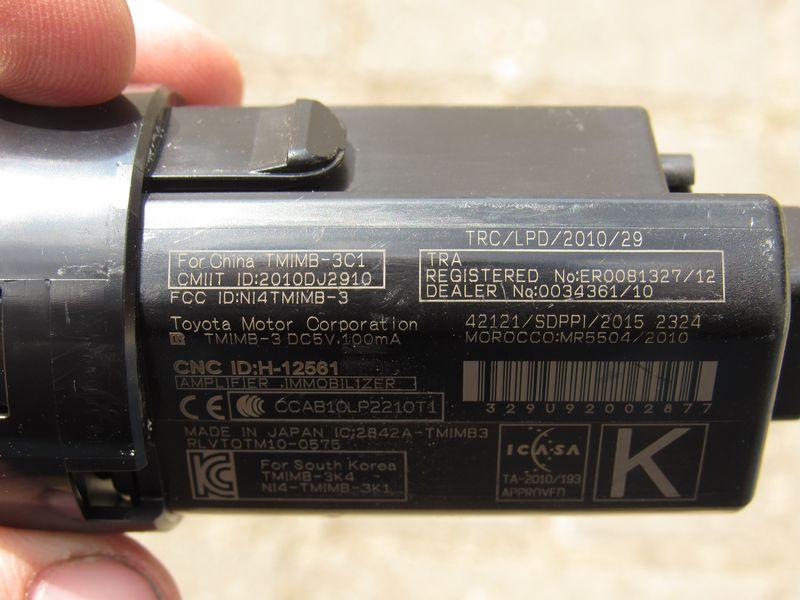 TRC/LPD/2010/29
For China TMIMB-3C1
CMIIT ID:2010DJ2910
FCC ID:NI4TMIMB-3
TRA
REGISTERED No:ER0081327/12
DEALER No:0034361/10
Toyota Motor Corporation
TMIMB-3 DC5V,100mA
42121/SDPPI/2015 2324
MOROCCO:MR5504/2010
CNC ID:H-12561
AMPLIFIER, IMMOBILIZER
CE
CCC
CCAB10LP2210T1
329U92002877
MADE IN JAPAN IC:2842A-TMIMB3
RLVTOTM10-0575
KC
For South Korea
TMIMB-3K4
NI4-TMIMB-3K1
ICASA
TA-2010/193
APPROVED
K